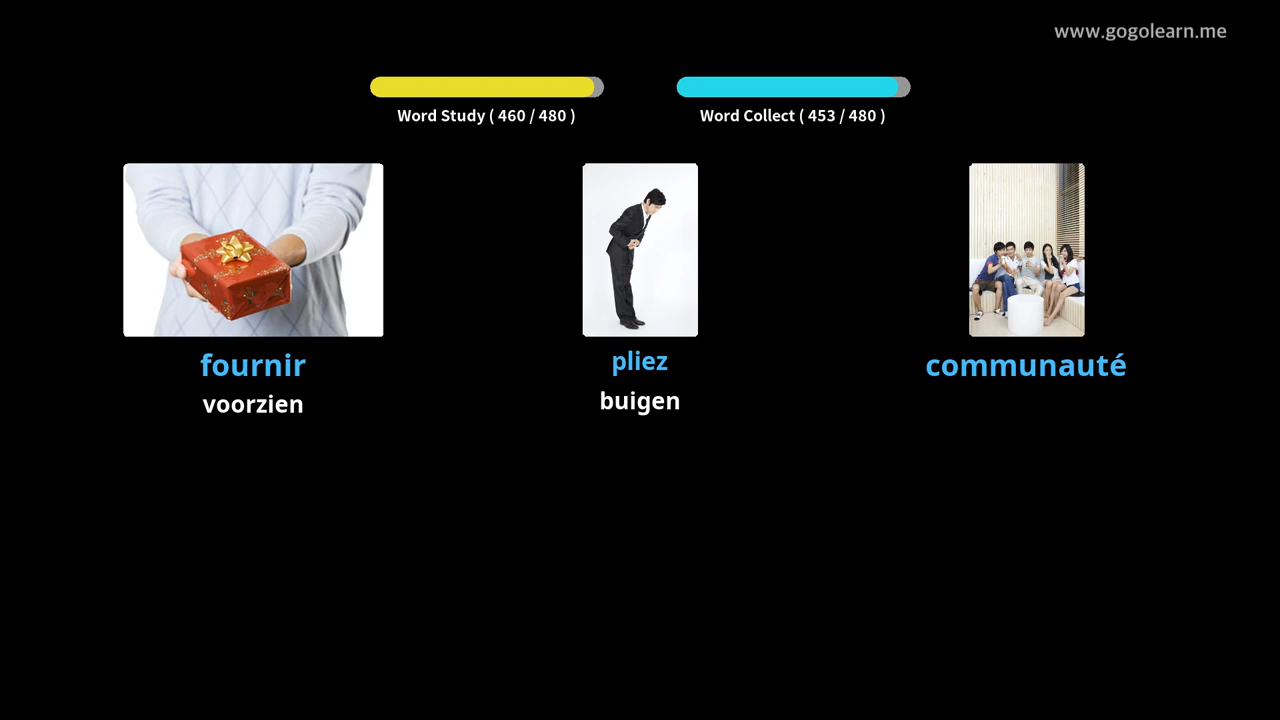 www.gogolearn.me
Word Study ( 460 / 480 )
Word Collect ( 453 / 480 )
fournir
voorzien
pliez
buigen
communauté